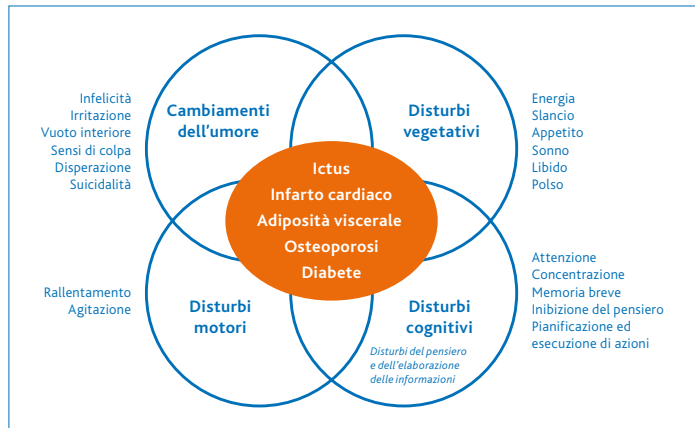 Infelicità
Irritazione
Vuoto interiore
Sensi di colpa
Disperazione
Suicidalità
Cambiamenti
dell'umore
Disturbi
vegetativi
Energia
Slancio
Appetito
Sonno
Libido
Polso
Ictus
Infarto cardiaco
Adiposità viscerale
Osteoporosi
Diabete
Rallentamento
Agitazione
Disturbi
motori
Disturbi
cognitivi
Disturbi del pensiero
e dell'elaborazione
delle informazioni
Attenzione
Concentrazione
Memoria breve
Inibizione del pensiero
Pianificazione ed
esecuzione di azioni